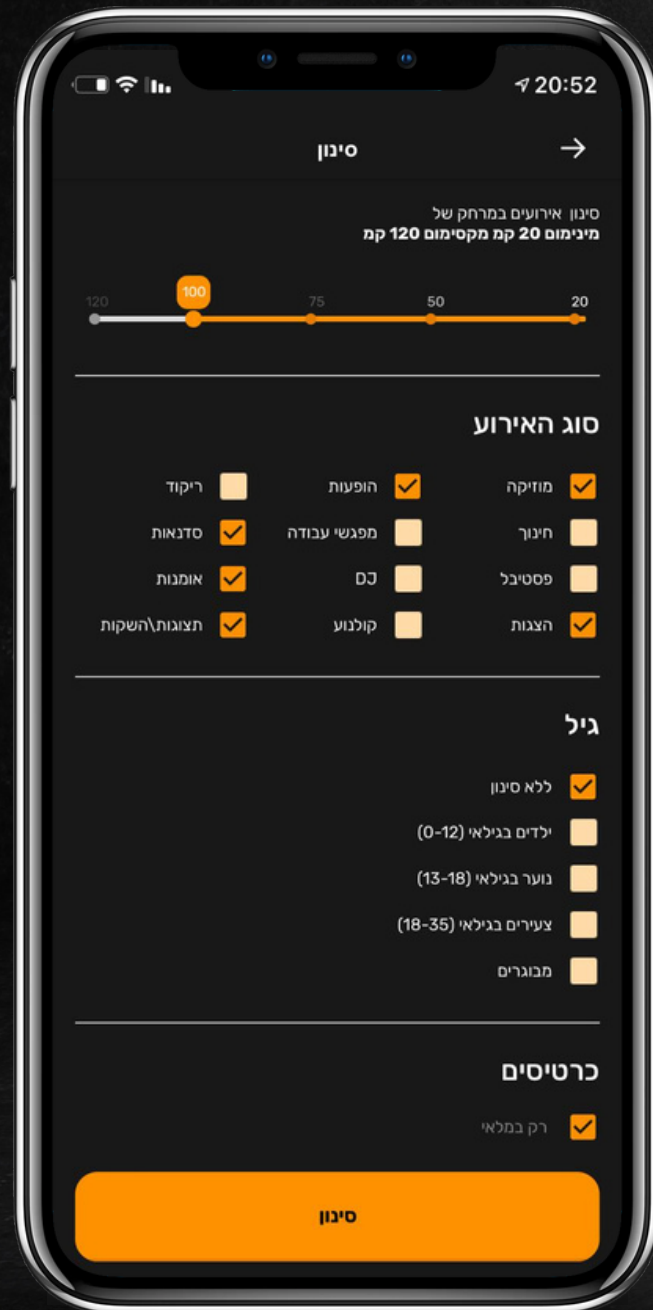 20:52
סינון
סינון אירועים במרחק של
מינימום 20 קמ מקסימום 120 קמ
20 50 75 100 120
סוג האירוע
מוזיקה הופעות ריקוד
חינוך מפגשי עבודה סדנאות
פסטיבל DJ אומנות
הצגות קולנוע תצוגות\השקות
גיל
ללא סינון
ילדים בגילאי (0-12)
נוער בגילאי (13-18)
צעירים בגילאי (18-35)
מבוגרים
כרטיסים
רק במלאי
סינון